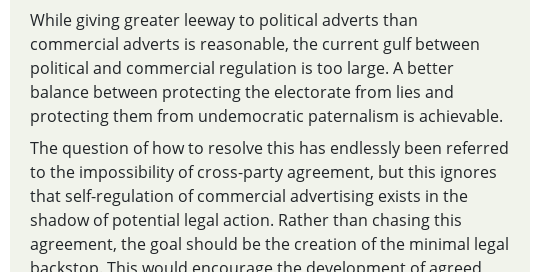 While giving greater leeway to political adverts than
commercial adverts is reasonable, the current gulf between
political and commercial regulation is too large. A better
balance between protecting the electorate from lies and
protecting them from undemocratic paternalism is achievable.
The question of how to resolve this has endlessly been referred
to the impossibility of cross-party agreement, but this ignores
that self-regulation of commercial advertising exists in the
shadow of potential legal action. Rather than chasing this
agreement, the goal should be the creation of the minimal legal
backstop. This would encourage the development of agreed